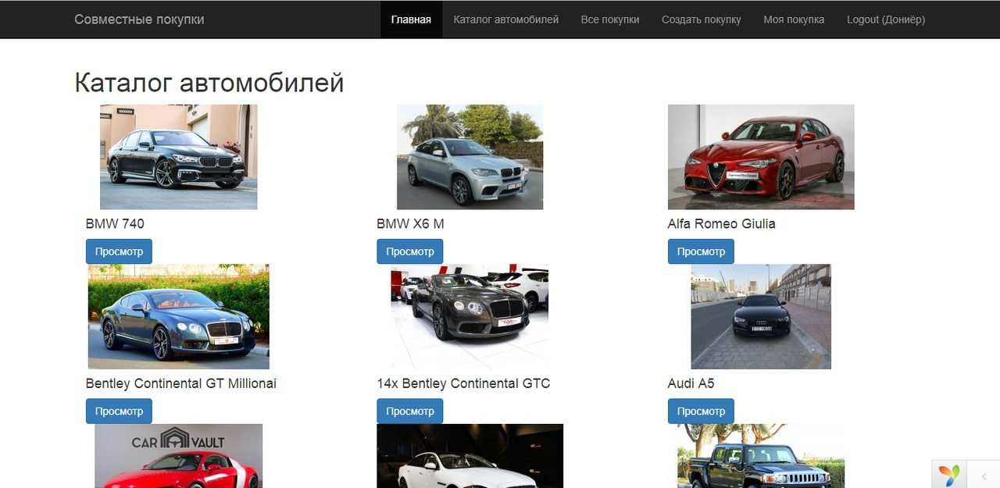 Совместные покупки
Главная
Каталог автомобилей
Все покупки
Создать покупку
Моя покупка
Logout (Дониёр)
Каталог автомобилей
BMW 740
BMW X6 M
Alfa Romeo Giulia
Просмотр
Просмотр
Просмотр
Bentley Continental GT Millionai
14x Bentley Continental GTC
Audi A5
Просмотр
Просмотр
Просмотр
CAR VAULT